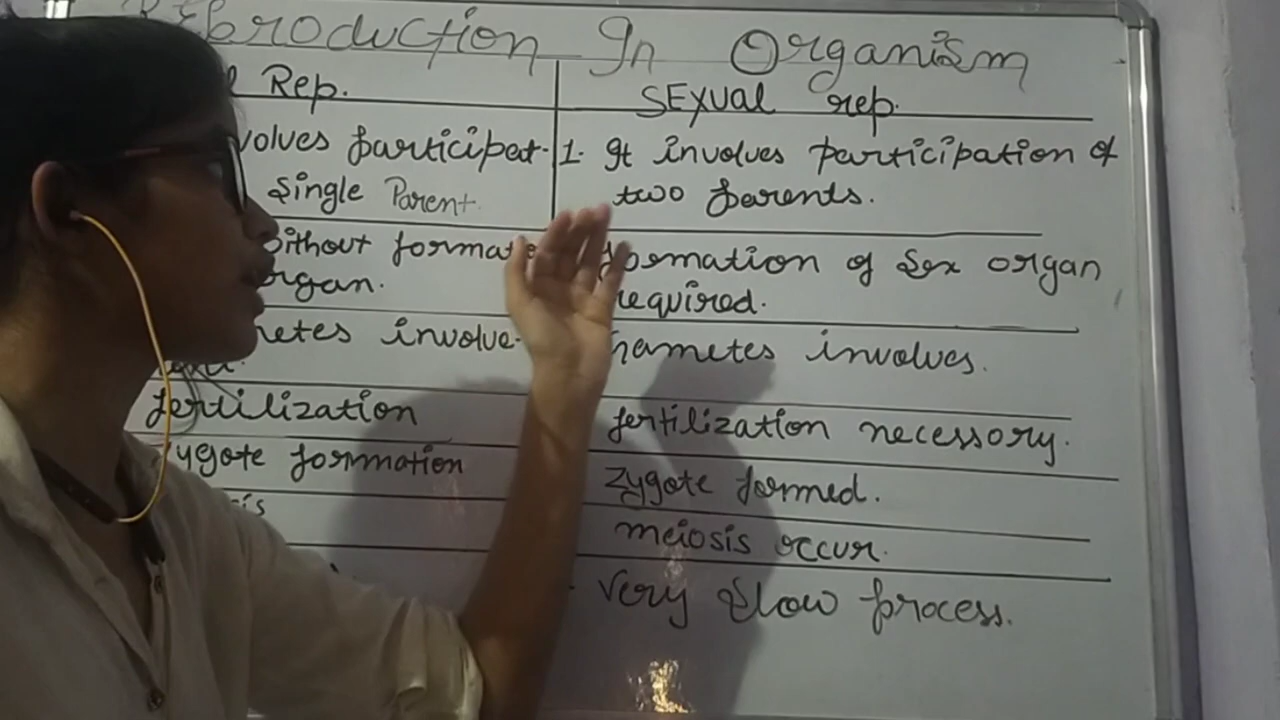 Reproduction In Organism
Rep.
SEXUAL rep.
volves participat-
Single Parent
1. It involves participation of
two parents.
without format
organ.
formation of Sex organ
required.
metes involve-
Gametes involves.
fertilization
fertilization necessory.
Zygote formation
Zygote formed.
sis
meiosis occur.
Very Slow process.